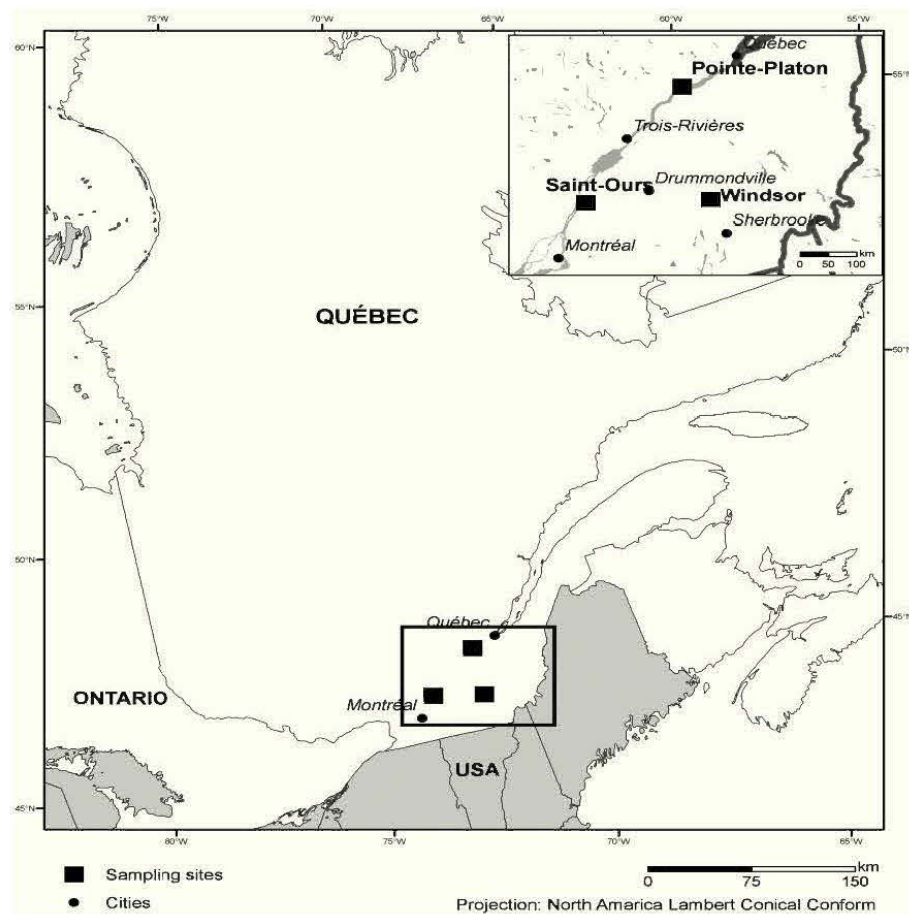 70°W
65°W
60°W
55°W
60°N
55°N
Québec
Pointe-Platon
Trois-Rivières
Drummondville
Saint-Ours
Windsor
Sherbrooke
Montréal
km
0 50 100
QUÉBEC
55°N
50°N
50°N
45°N
Québec
Montréal
ONTARIO
USA
45°N
80°W
75°W
70°W
65°W
Sampling sites
Cities
km
0 75 150
Projection: North Amarica Lambert Conical Conform